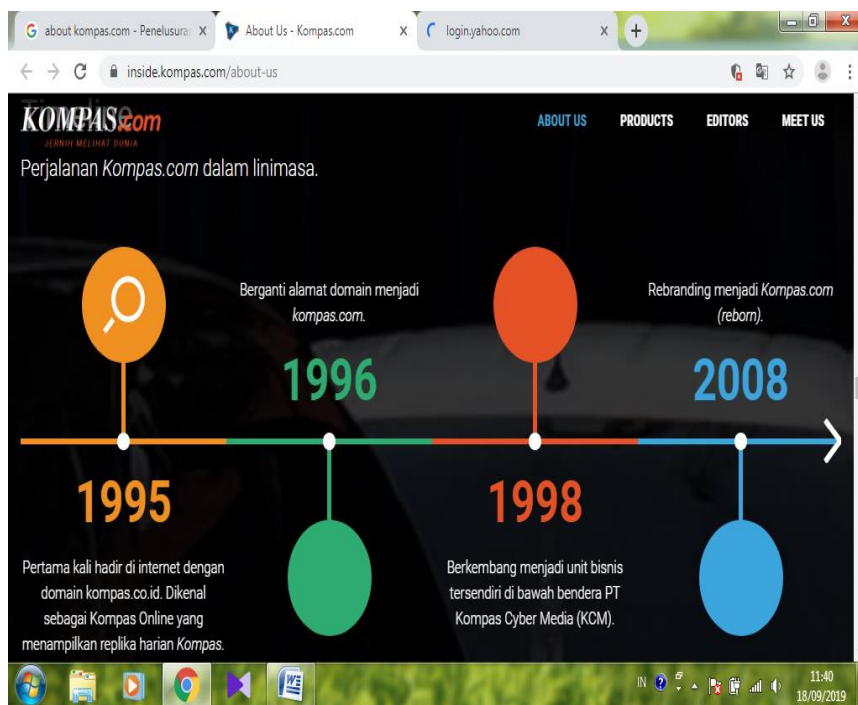 about kompas.com - Penelusura
About Us - Kompas.com
login.yahoo.com
inside.kompas.com/about-us
Timeline
KOMPAS.com
JERNIH MELIHAT DUNIA
ABOUT US PRODUCTS EDITORS MEET US
Perjalanan Kompas.com dalam linimasa.
Berganti alamat domain menjadi
kompas.com.
1996
Rebranding menjadi Kompas.com
(reborn).
2008
1995
Pertama kali hadir di internet dengan
domain kompas.co.id. Dikenal
sebagai Kompas Online yang
menampilkan replika harian Kompas.
1998
Berkembang menjadi unit bisnis
tersendiri di bawah bendera PT
Kompas Cyber Media (KCM).
IN
11:40
18/09/2019